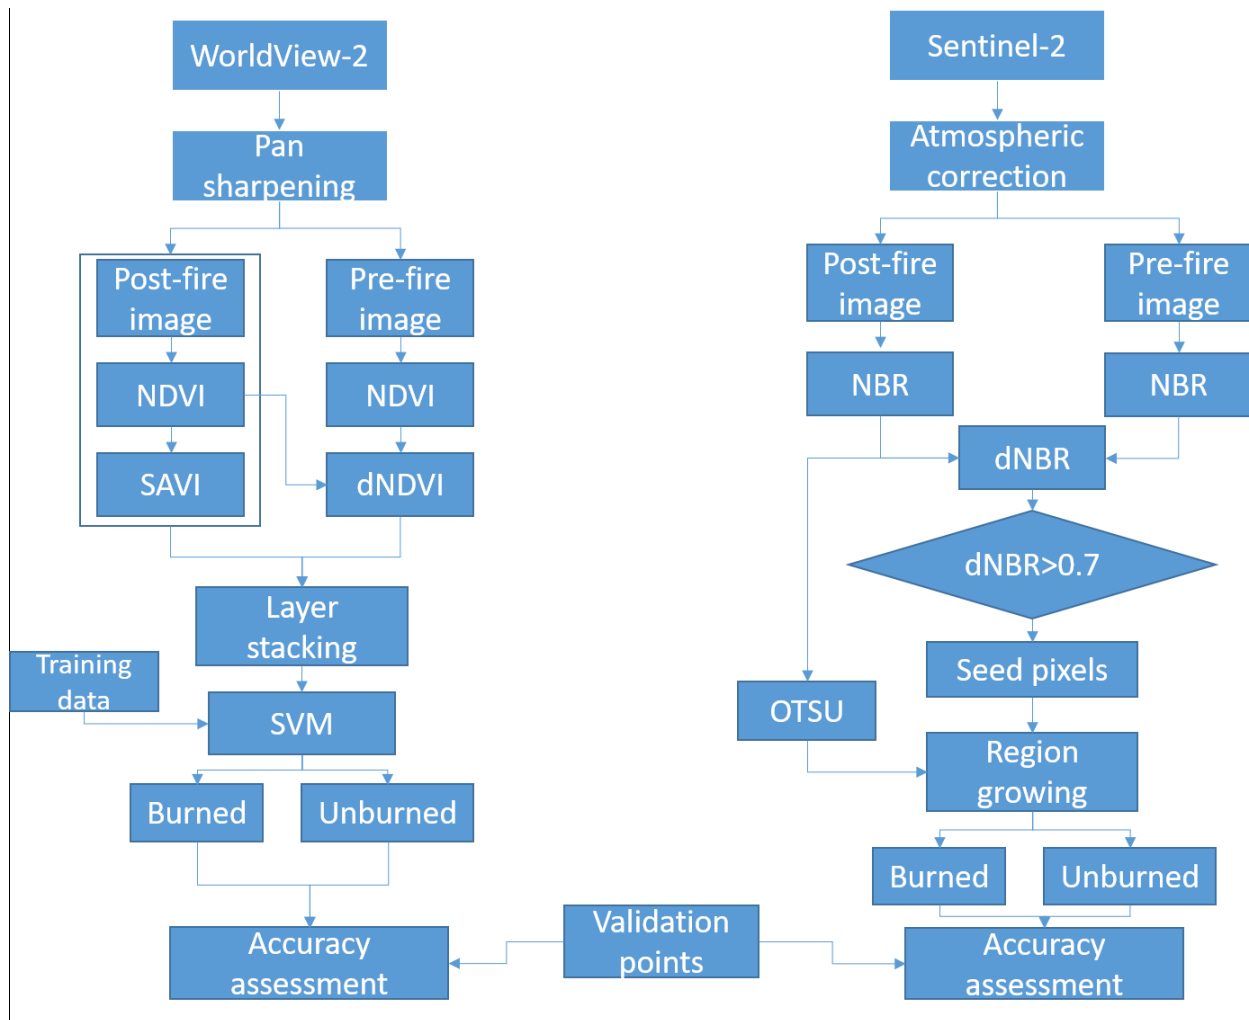 WorldView-2
Pan
sharpening
Post-fire
image
Pre-fire
image
NDVI
NDVI
SAVI
dNDVI
Layer
stacking
Training
data
SVM
Burned
Unburned
Accuracy
assessment
Validation
points
Sentinel-2
Atmospheric
correction
Post-fire
image
Pre-fire
image
NBR
NBR
dNBR
dNBR>0.7
Seed pixels
OTSU
Region
growing
Burned
Unburned
Accuracy
assessment